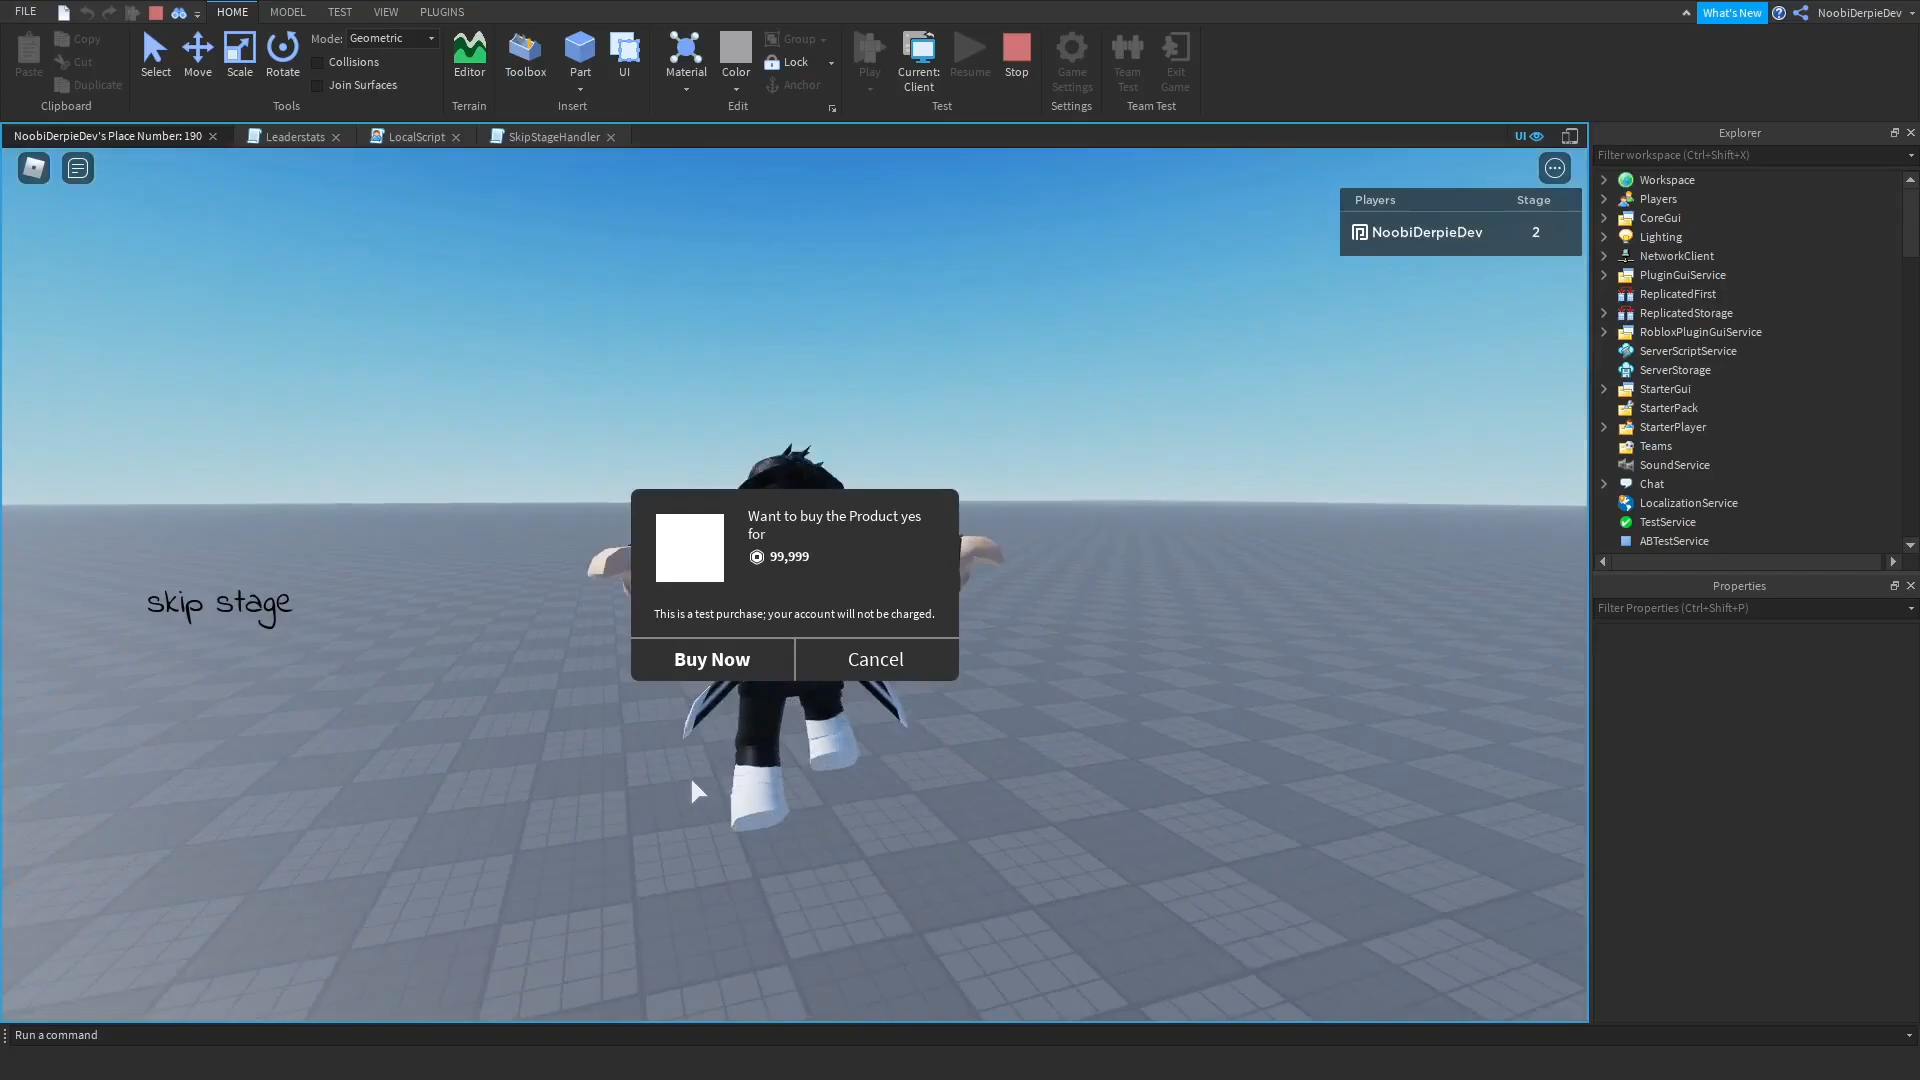 FILE
HOME
MODEL
TEST
VIEW
PLUGINS
What's New
NoobiDerpieDev
Paste
Copy
Cut
Duplicate
Clipboard
Select
Move
Scale
Rotate
Mode: Geometric
Collisions
Join Surfaces
Tools
Editor
Terrain
Toolbox
Part
UI
Insert
Material
Color
Group
Lock
Anchor
Edit
Play
Current:
Client
Resume
Stop
Test
Game
Settings
Settings
Team
Test
Exit
Game
Team Test
NoobiDerpieDev's Place Number: 190
Leaderstats
LocalScript
SkipStageHandler
UI
Players Stage
NoobiDerpieDev 2
skip stage
Want to buy the Product yes
for
99,999
This is a test purchase; your account will not be charged.
Buy Now
Cancel
Explorer
Filter workspace (Ctrl+Shift+X)
Workspace
Players
CoreGui
Lighting
NetworkClient
PluginGuiService
ReplicatedFirst
ReplicatedStorage
RobloxPluginGuiService
ServerScriptService
ServerStorage
StarterGui
StarterPack
StarterPlayer
Teams
SoundService
Chat
LocalizationService
TestService
ABTestService
Properties
Filter Properties (Ctrl+Shift+P)
Run a command